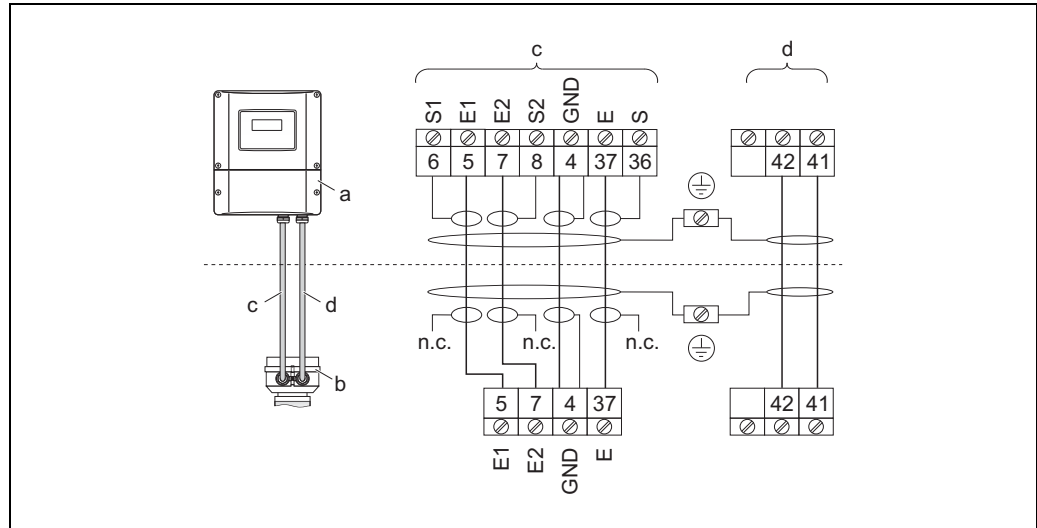 c d
S1 E1 E2 S2 GND E S
6 5 7 8 4 37 36 42 41
a
c d
n.c. n.c. n.c.
b
5 7 4 37 42 41
E1 E2 GND E